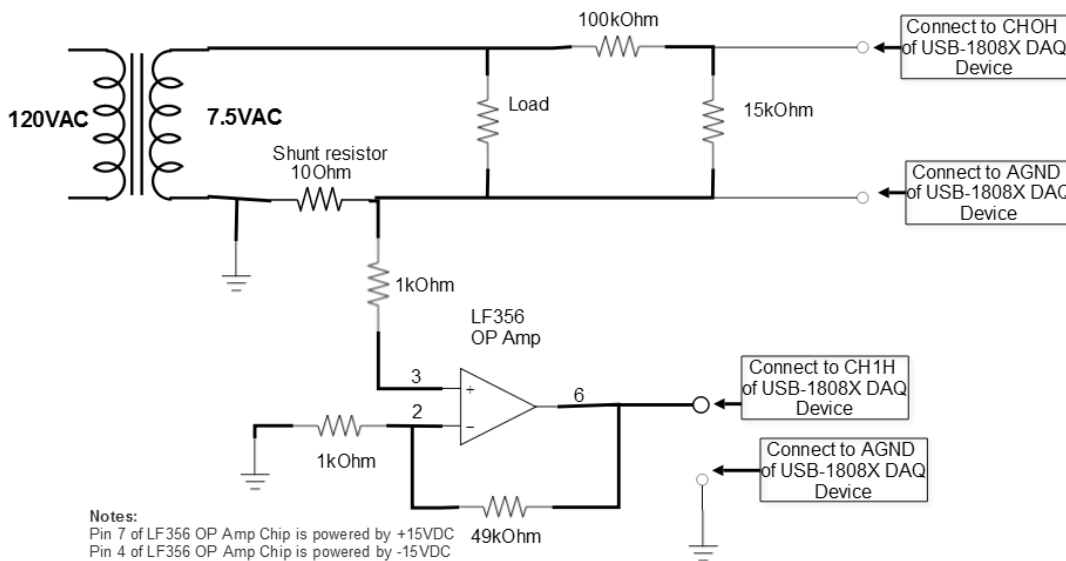 100kOhm
Connect to CHOH
of USB-1808X DAQ
Device
120VAC
7.5VAC
Load
15kOhm
Shunt resistor
10Ohm
Connect to AGND
of USB-1808X DAQ
Device
1kOhm
LF356
OP Amp
3
+
6
Connect to CH1H
of USB-1808X DAQ
Device
2
−
1kOhm
Connect to AGND
of USB-1808X DAQ
Device
49kOhm
Notes:
Pin 7 of LF356 OP Amp Chip is powered by +15VDC
Pin 4 of LF356 OP Amp Chip is powered by -15VDC